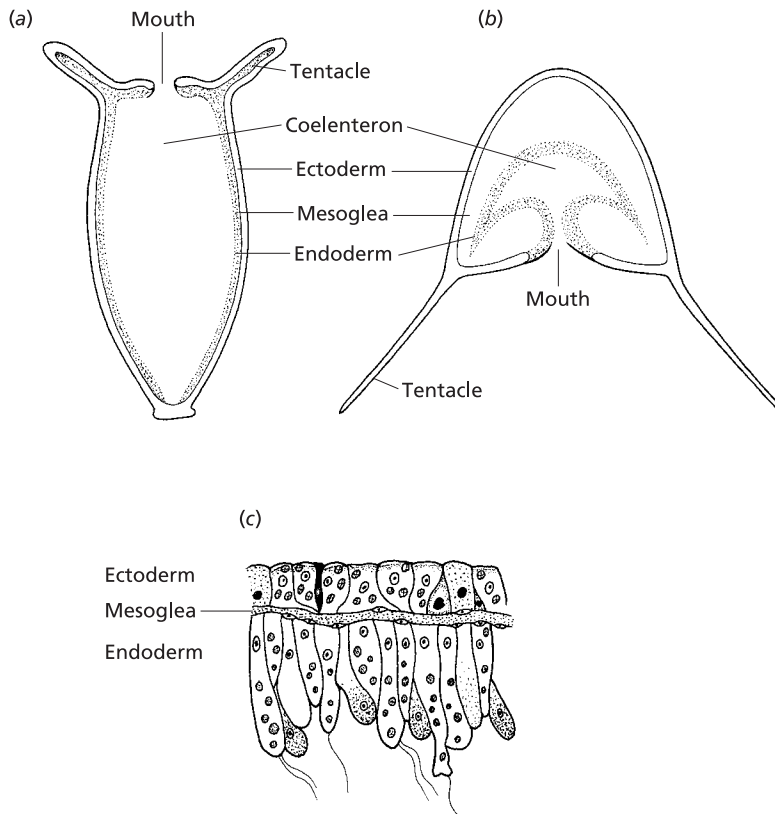 (a)
Mouth
(b)
Tentacle
Coelenteron
Ectoderm
Mesoglea
Endoderm
Mouth
Tentacle
(c)
Ectoderm
Mesoglea
Endoderm